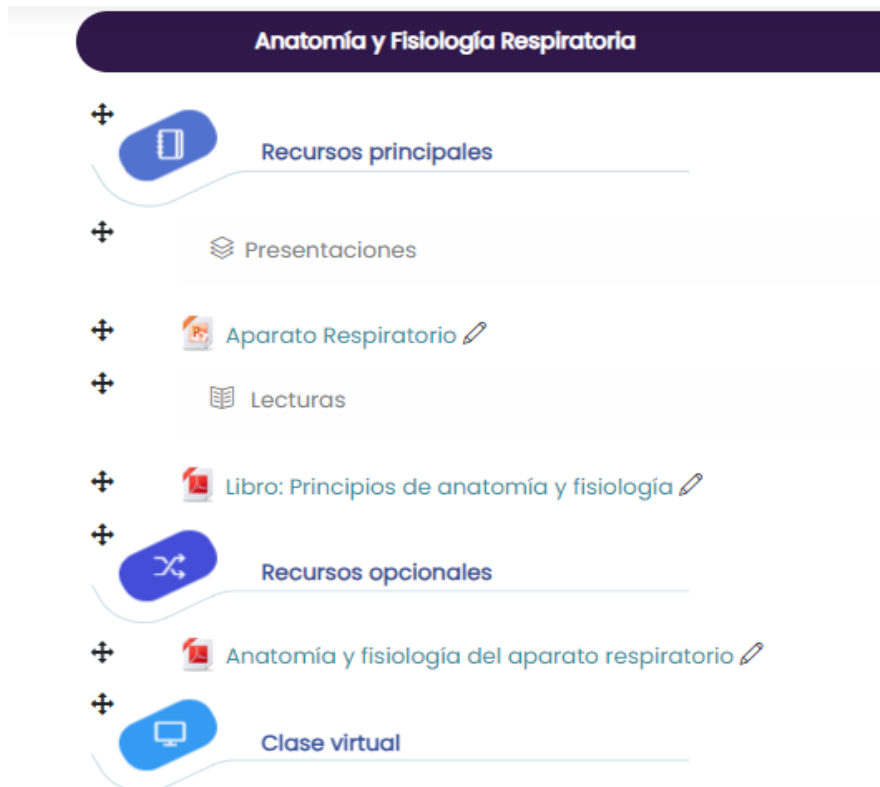 Anatomía y Fisiología Respiratoria
Recursos principales
Presentaciones
Aparato Respiratorio
Lecturas
Libro: Principios de anatomía y fisiología
Recursos opcionales
Anatomía y fisiología del aparato respiratorio
Clase virtual